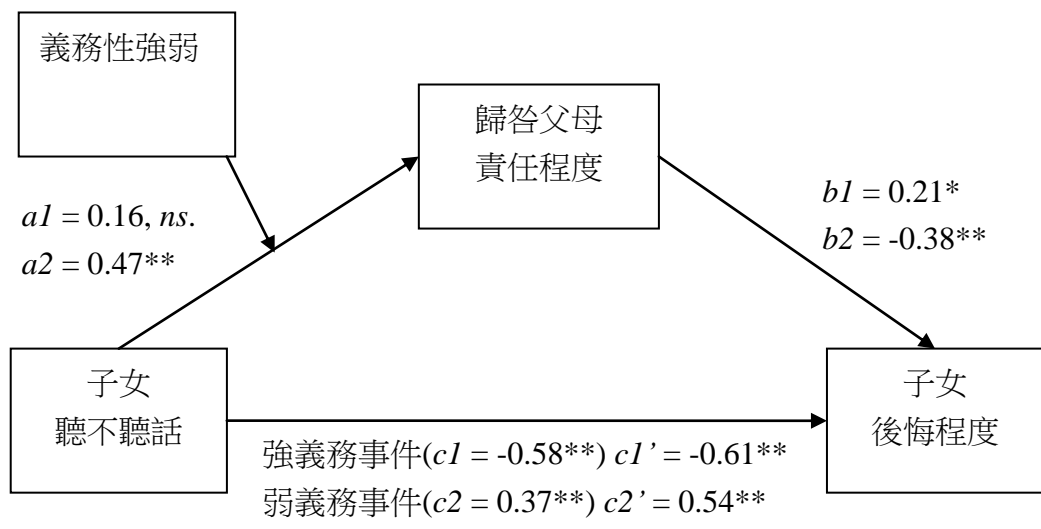 義務性強弱
歸咎父母
責任程度
a1 = 0.16, ns.
a2 = 0.47**
b1 = 0.21*
b2 = -0.38**
子女
聽不聽話
子女
後悔程度
強義務事件(c1 = -0.58**) c1’ = -0.61**
弱義務事件(c2 = 0.37**) c2’ = 0.54**